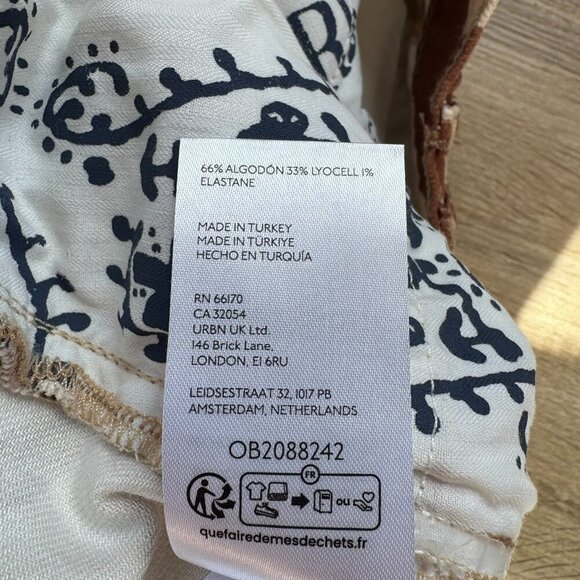 R
66% ALGODÓN 33% LYOCELL 1%
ELASTANE
MADE IN TURKEY
MADE IN TÜRKIYE
HECHO EN TURQUÍA
RN 66170
CA 32054
URBN UK Ltd.
146 Brick Lane,
LONDON, E1 6RU
LEIDSESTRAAT 32, 1017 PB
AMSTERDAM, NETHERLANDS
OB2088242
FR
OU
quefairedemesdechets.fr